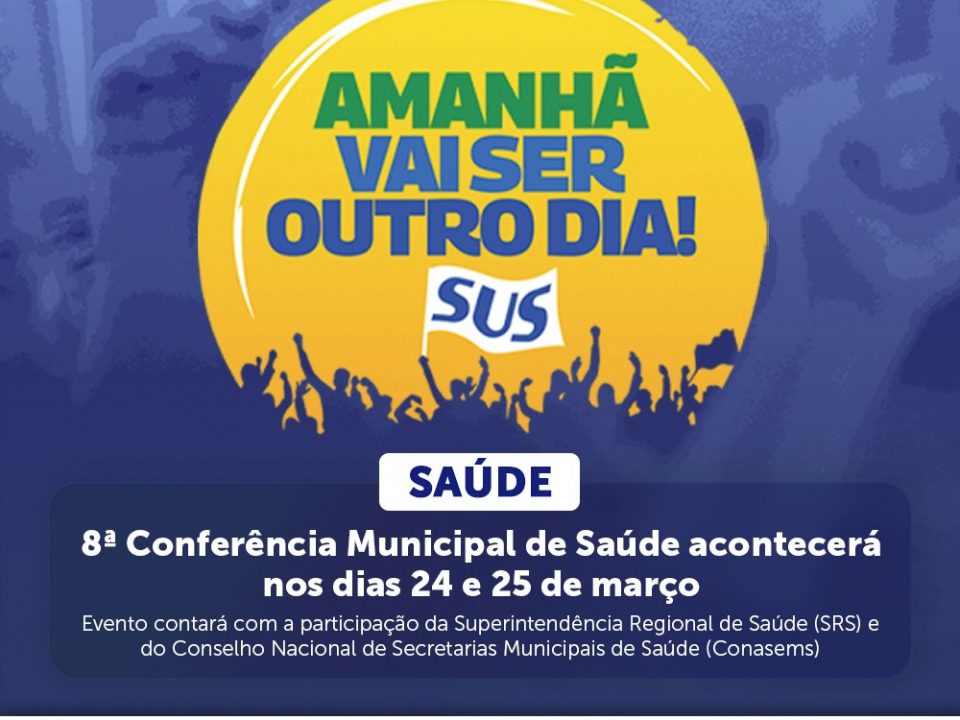 AMANHÃ
VAI SER
OUTRO DIA!
SUS
SAÚDE
8ª Conferência Municipal de Saúde acontecerá
nos dias 24 e 25 de março
Evento contará com a participação da Superintendência Regional de Saúde (SRS) e
do Conselho Nacional de Secretarias Municipais de Saúde (Conasems)